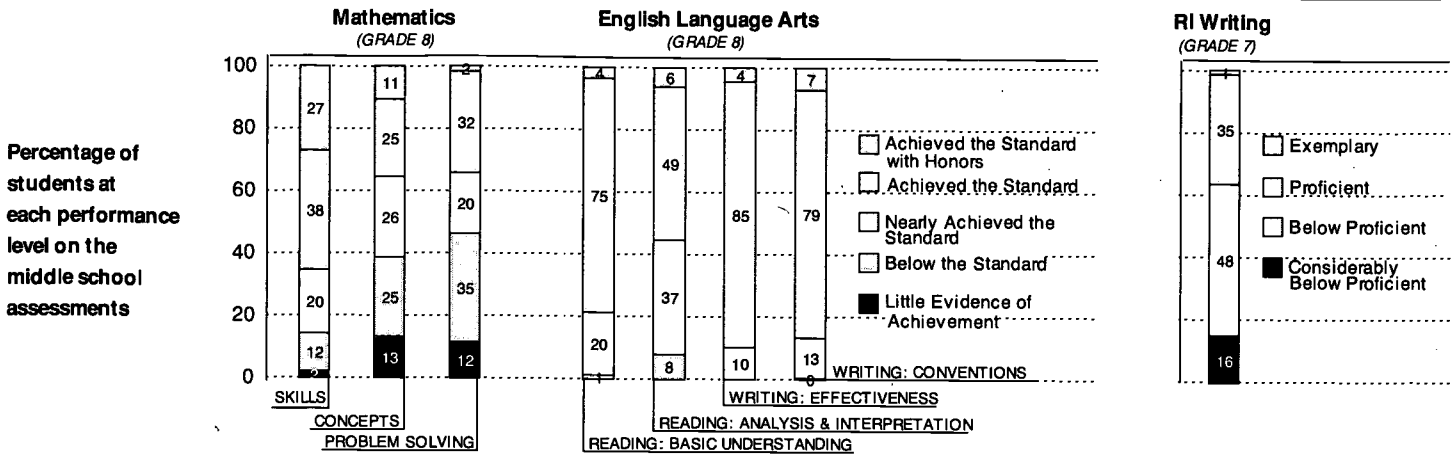 Mathematics
(GRADE 8)
English Language Arts
(GRADE 8)
RI Writing
(GRADE 7)
Percentage of
students at
each performance
level on the
middle school
assessments
100
80
60
40
20
0
27
38
20
12
2
11
25
26
25
13
2
32
20
35
12
4
75
20
1
6
49
37
8
4
85
10
7
79
13
0
Achieved the Standard
with Honors
Achieved the Standard
Nearly Achieved the
Standard
Below the Standard
Little Evidence of
Achievement
1
35
48
16
Exemplary
Proficient
Below Proficient
Considerably
Below Proficient
SKILLS
CONCEPTS
PROBLEM SOLVING
WRITING: CONVENTIONS
WRITING: EFFECTIVENESS
READING: ANALYSIS & INTERPRETATION
READING: BASIC UNDERSTANDING